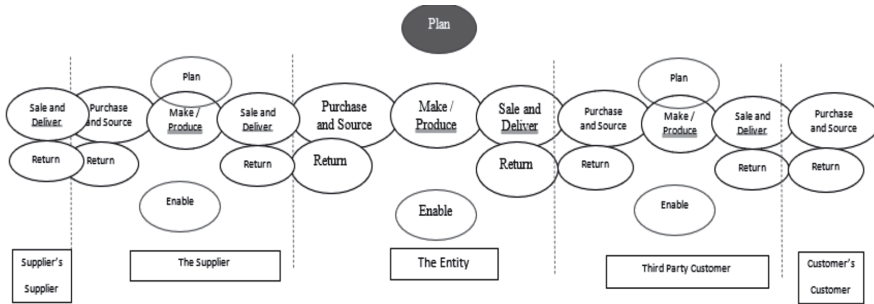 Plan
Plan
Plan
Sale and
Deliver
Purchase
and Source
Make /
Produce
Sale and
Deliver
Purchase
and Source
Make /
Produce
Sale and
Deliver
Purchase
and Source
Make /
Produce
Sale and
Deliver
Purchase
and Source
Return
Return
Return
Return
Return
Return
Return
Return
Enable
Enable
Enable
Supplier's
Supplier
The Supplier
The Entity
Third Party Customer
Customer's
Customer